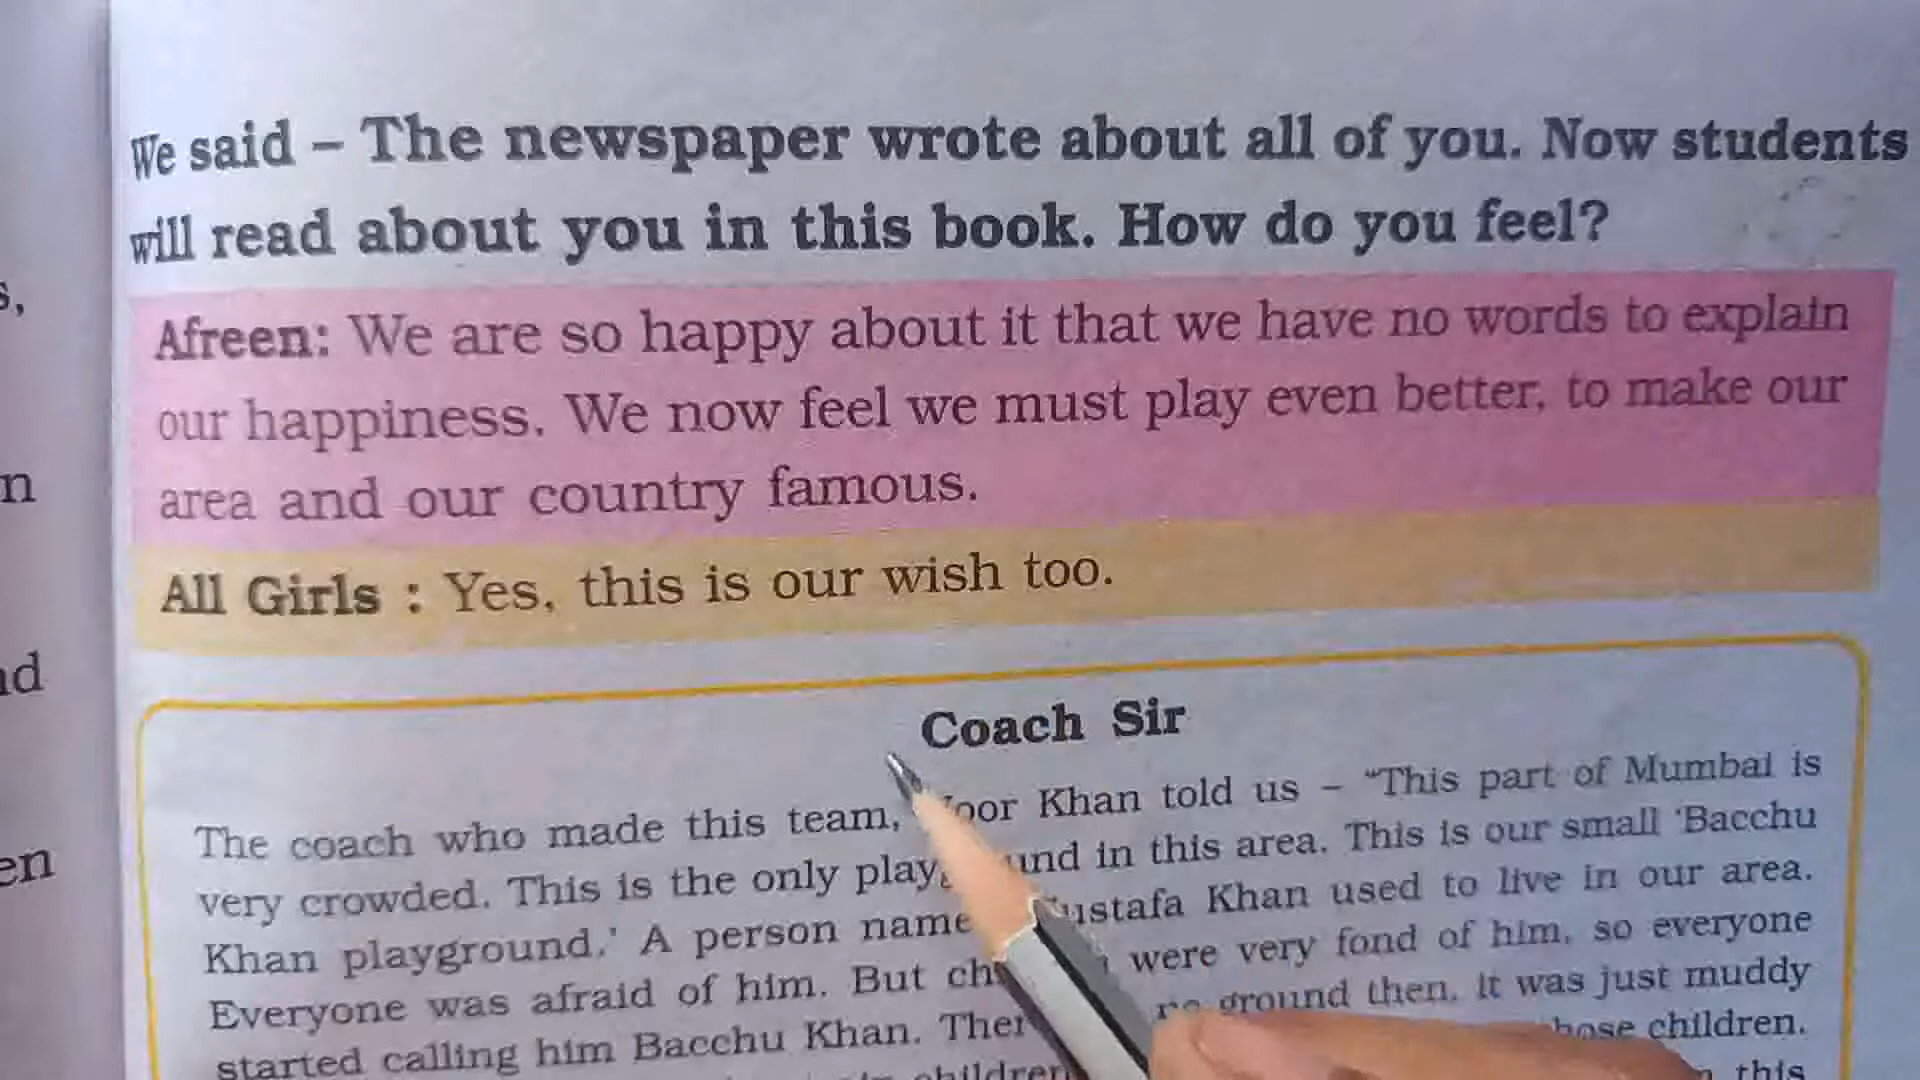 We said – The newspaper wrote about all of you. Now students
will read about you in this book. How do you feel?
Afreen: We are so happy about it that we have no words to explain
our happiness. We now feel we must play even better, to make our
area and our country famous.
All Girls : Yes, this is our wish too.
Coach Sir
The coach who made this team, Khan told us – “This part of Mumbai is
very crowded. This is the only in this area. This is our small ‘Bacchu
Khan playground.’ A person Khan used to live in our area.
Everyone was afraid of him. But were very fond of him, so everyone
started calling him Bacchu Khan. ground then, it was just muddy
children.
this
s,
n
nd
en